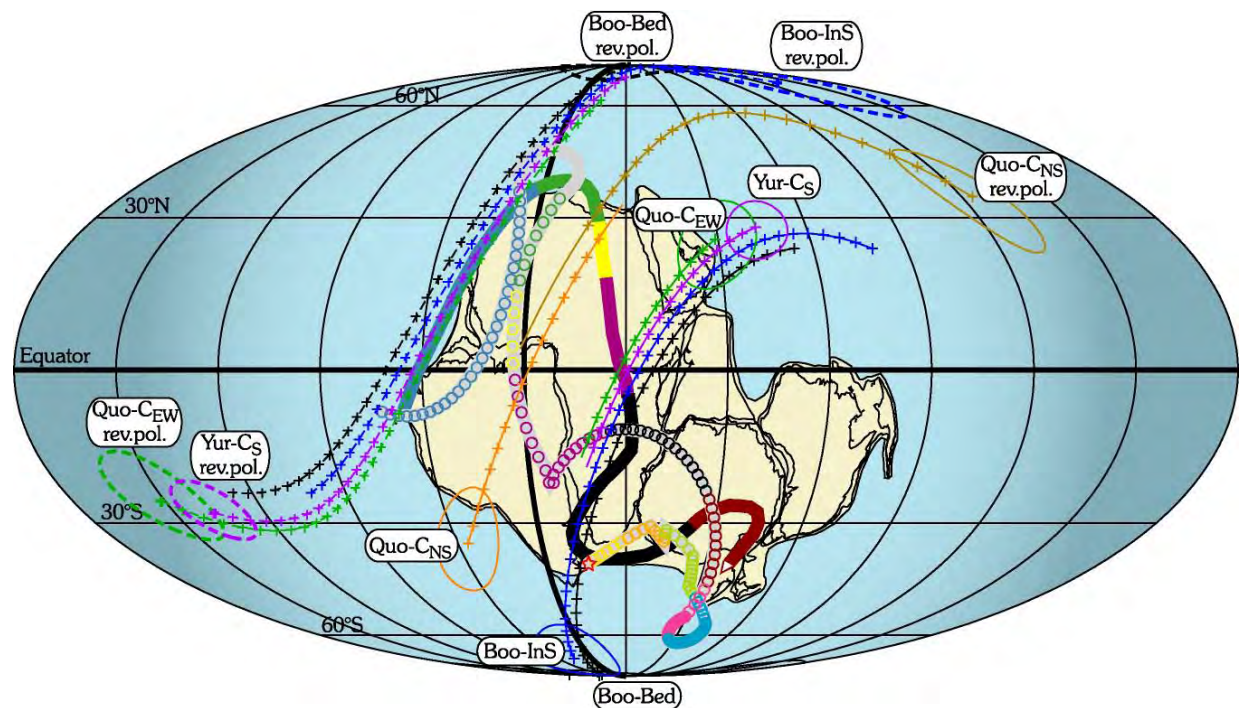 Boo-Bed
rev.pol.
Boo-InS
rev.pol.
60°N
Quo-CNS
rev.pol.
Yur-CS
30°N
Quo-CEW
Equator
Quo-CEW
rev.pol.
Yur-CS
rev.pol.
30°S
Quo-CNS
60°S
Boo-InS
Boo-Bed